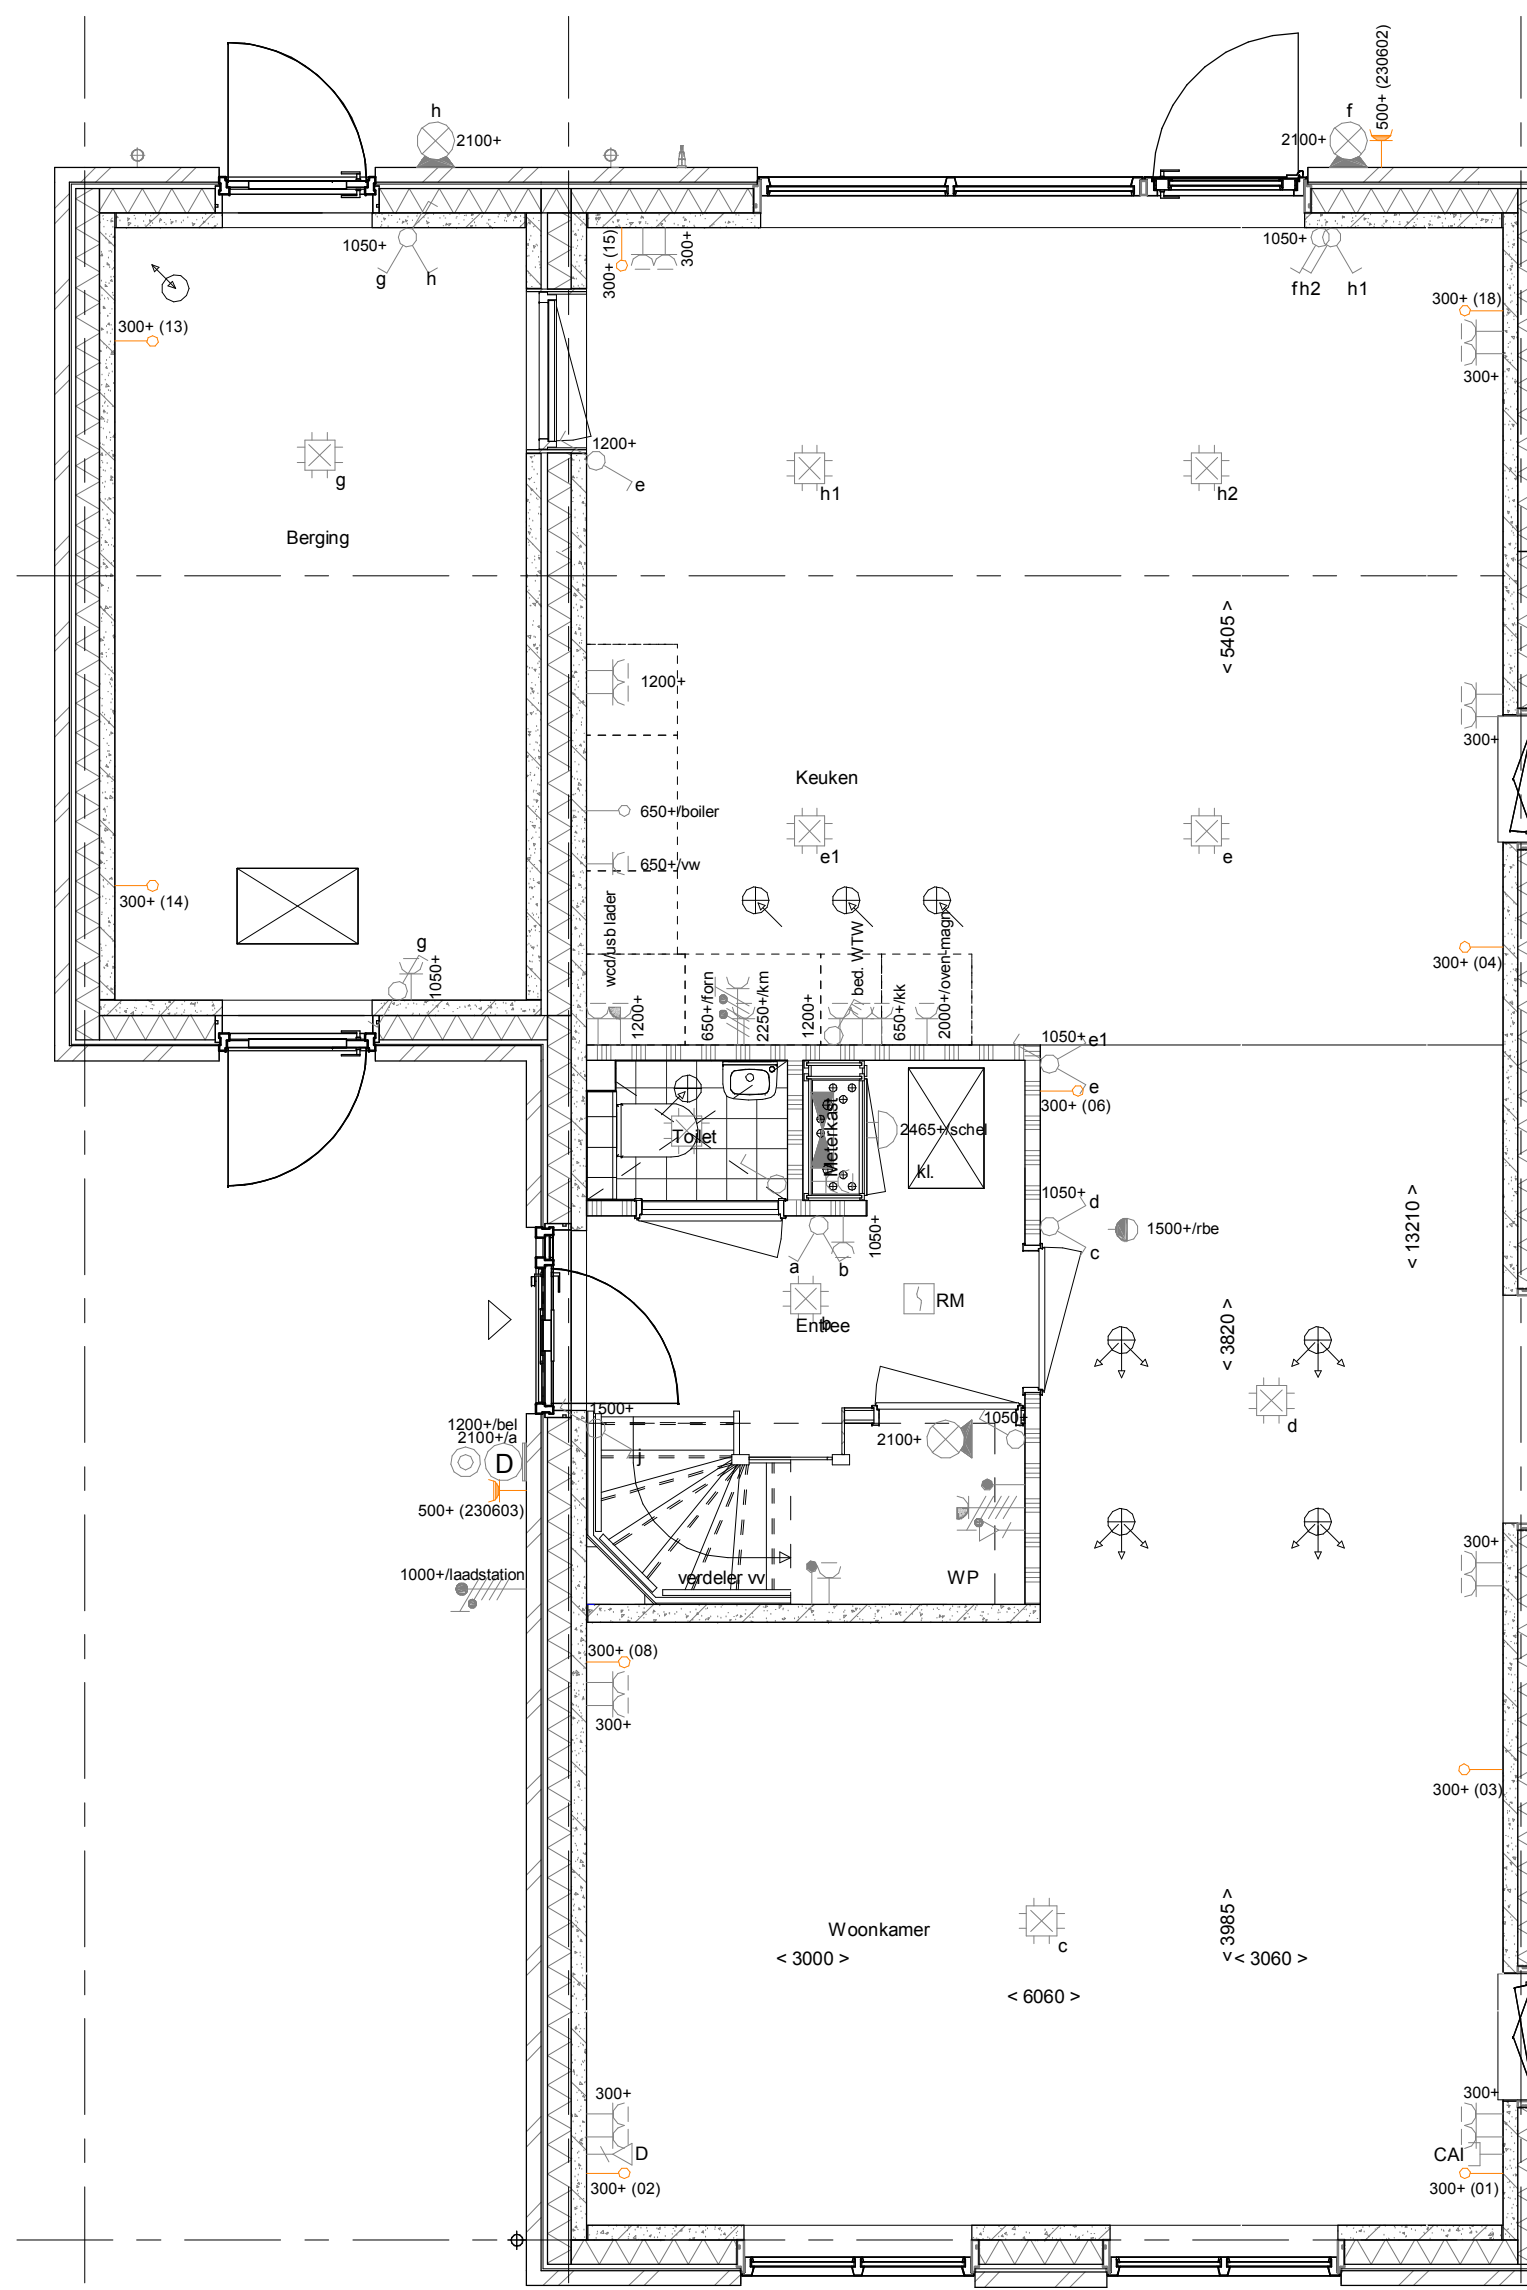 500+ (230602)
h
2100+
f
2100+
1050+
g
h
300+ (15)
300+
1050+
f
h2
h1
300+ (13)
300+ (18)
300+
1200+
e
g
h1
h2
Berging
< 5405 >
1200+
300+
Keuken
650+/boiler
e1
e
650+/vw
300+ (14)
wcd/usb lader
bed. WTW
2000+/oven-magn
g
1050+
300+ (04)
1200+
650+/forn
2250+/km
1200+
650+/kk
1050+
e1
e
300+ (06)
Toilet
Meterkast
2465+/schel
kl.
1050+
d
c
1500+/rbe
< 13210 >
1050+
a
b
RM
Entree
b
< 3820 >
d
1500+
j
1200+/bel
2100+/a
D
500+ (230603)
2100+
1050+
300+
1000+/laadstation
verdeler vv
WP
300+ (08)
300+
300+ (03)
Woonkamer
c
< 3985 >
< 3000 >
< 3060 >
< 6060 >
300+
300+
D
CAI
300+ (02)
300+ (01)